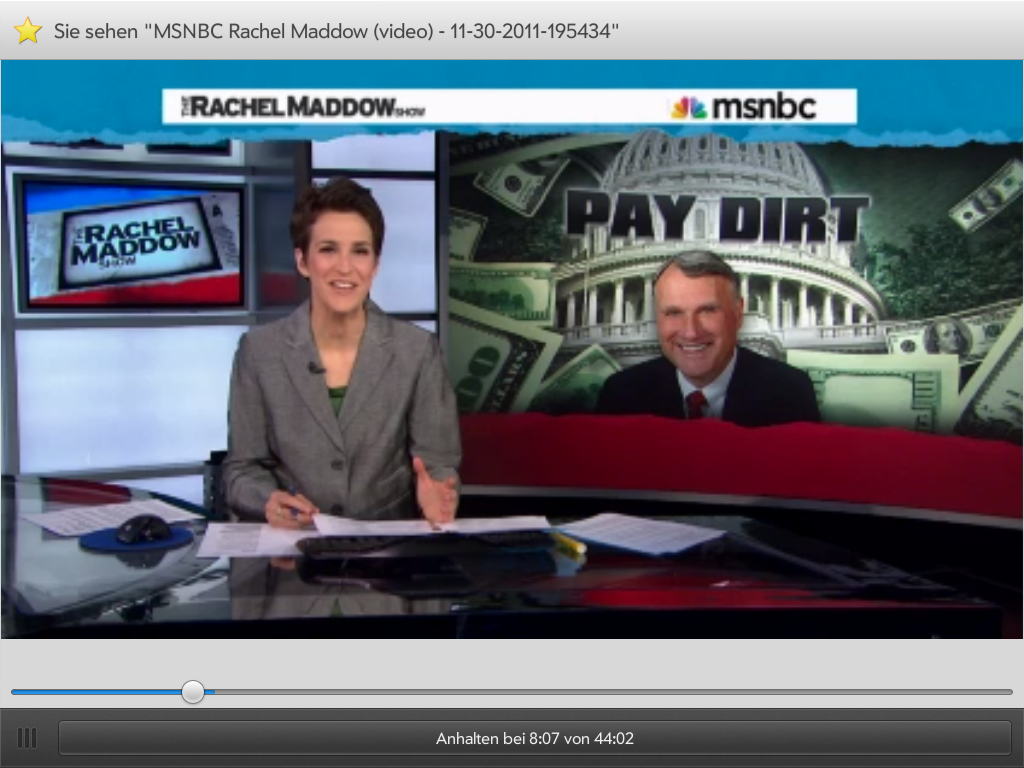 Sie sehen "MSNBC Rachel Maddow (video) - 11-30-2011-195434"
THE RACHEL MADDOW SHOW
msnbc
PAY DIRT
THE RACHEL
MADDOW
SHOW
Anhalten bei 8:07 von 44:02